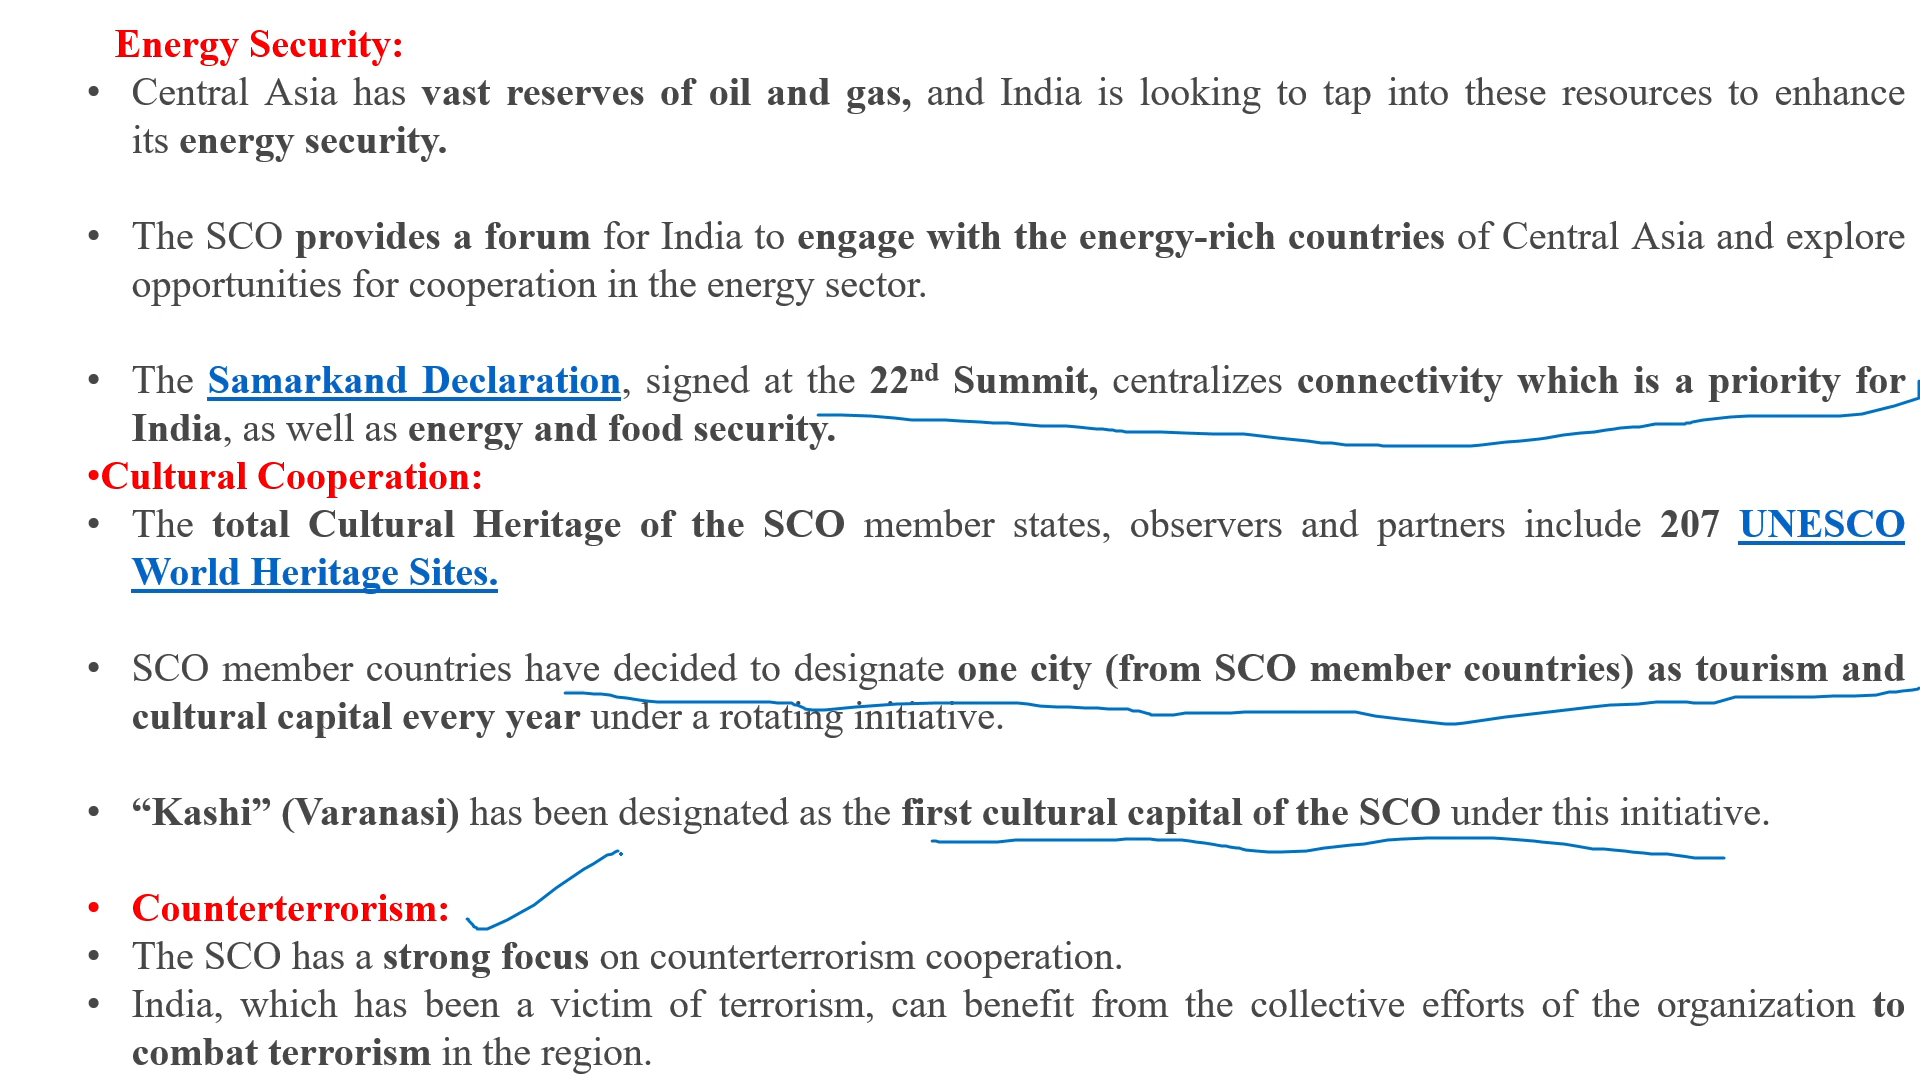 Energy Security:
• Central Asia has vast reserves of oil and gas, and India is looking to tap into these resources to enhance
its energy security.
• The SCO provides a forum for India to engage with the energy-rich countries of Central Asia and explore
opportunities for cooperation in the energy sector.
• The Samarkand Declaration, signed at the 22nd Summit, centralizes connectivity which is a priority for
India, as well as energy and food security.
•Cultural Cooperation:
• The total Cultural Heritage of the SCO member states, observers and partners include 207 UNESCO
World Heritage Sites.
• SCO member countries have decided to designate one city (from SCO member countries) as tourism and
cultural capital every year under a rotating initiative.
• “Kashi” (Varanasi) has been designated as the first cultural capital of the SCO under this initiative.
• Counterterrorism:
• The SCO has a strong focus on counterterrorism cooperation.
• India, which has been a victim of terrorism, can benefit from the collective efforts of the organization to
combat terrorism in the region.